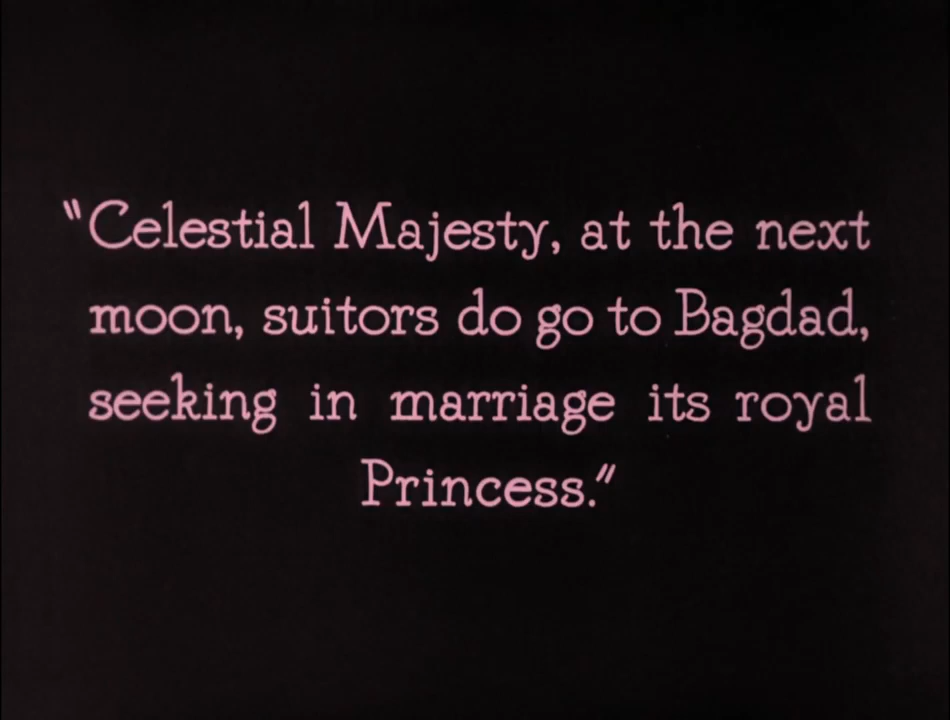 "Celestial Majesty, at the next
moon, suitors do go to Bagdad,
seeking in marriage its royal
Princess."